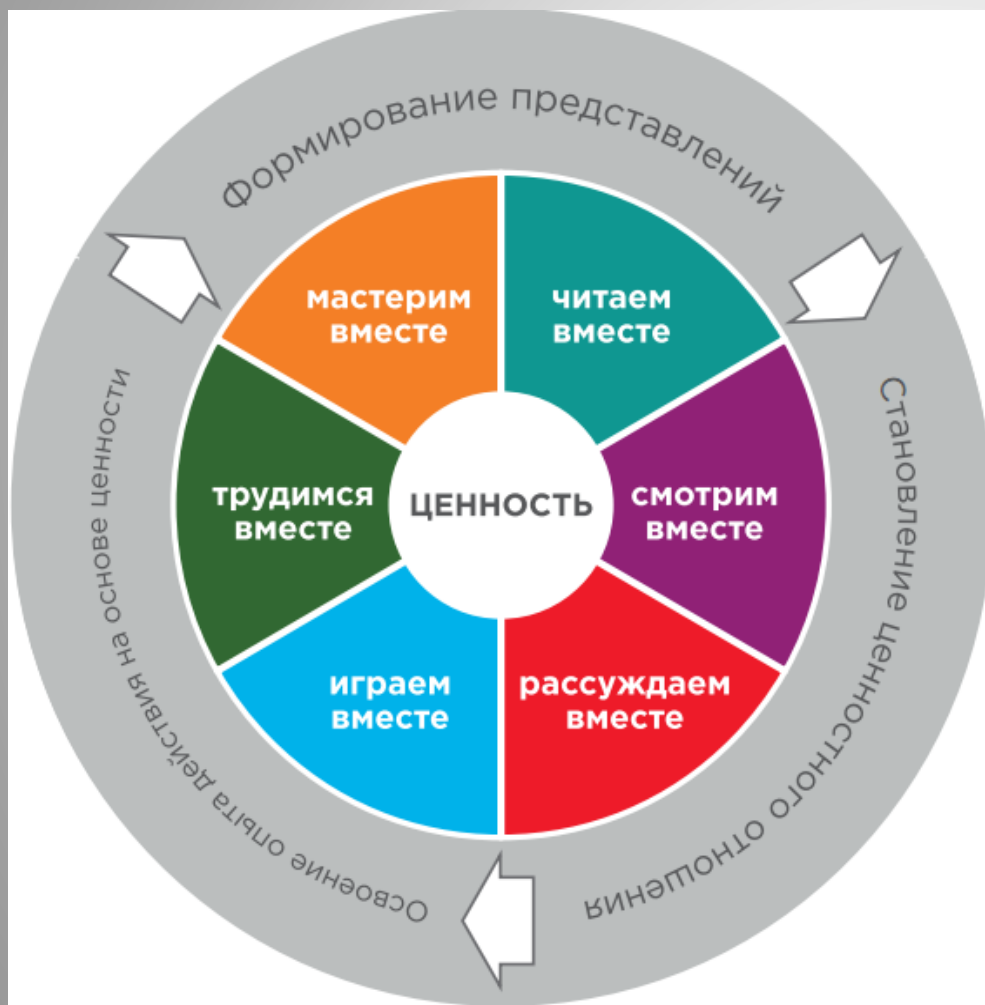 Формирование представлений
Становление ценностного отношения
Освоение опыта действия на основе ценности
мастерим
вместе
читаем
вместе
трудимся
вместе
ЦЕННОСТЬ
смотрим
вместе
играем
вместе
рассуждаем
вместе